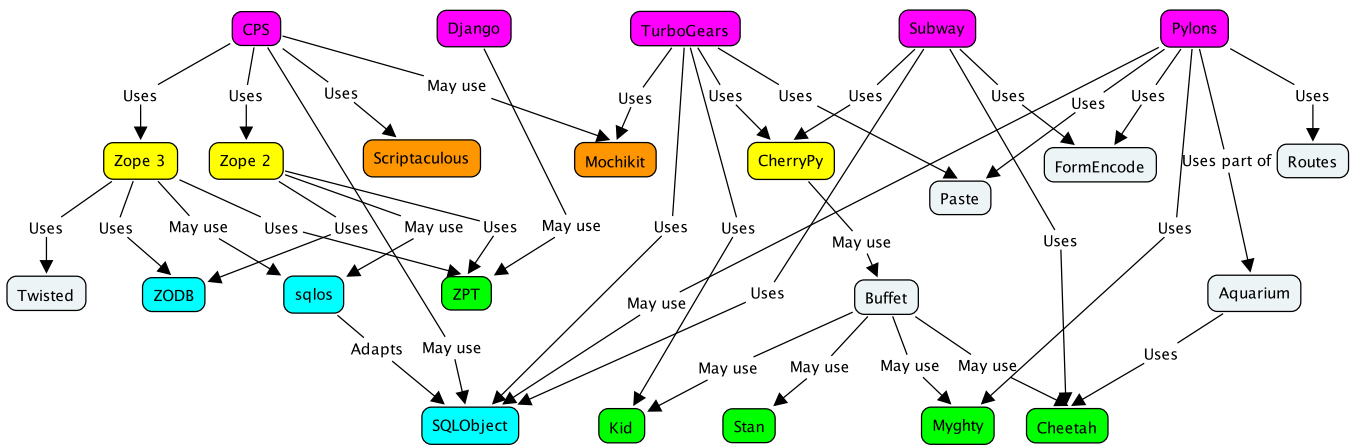 CPS
Django
TurboGears
Subway
Pylons
May use
Uses
Uses
Uses
Uses
Uses
Uses
Uses
Uses
Uses
Uses
Uses
Zope 3
Zope 2
Scriptaculous
Mochikit
CherryPy
FormEncode
Uses part of
Routes
Paste
Uses
Uses
May use
Uses
Uses
May use
Uses
May use
Uses
Uses
May use
Uses
Uses
Twisted
ZODB
sqlos
ZPT
May use
Uses
Buffet
Aquarium
Adapts
May use
May use
May use
May use
May use
Uses
SQLObject
Kid
Stan
Myghty
Cheetah